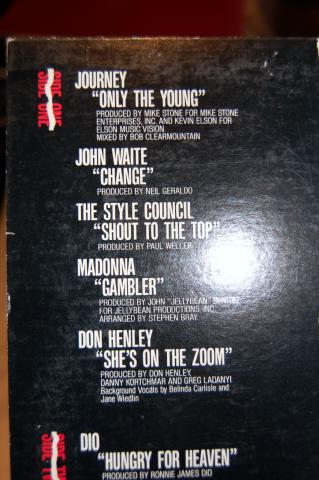 SIDE ONE
JOURNEY
"ONLY THE YOUNG"
PRODUCED BY MIKE STONE FOR MIKE STONE
ENTERPRISES, INC. AND KEVIN ELSON FOR
ELSON MUSIC VISION
MIXED BY BOB CLEARMOUNTAIN
JOHN WAITE
"CHANGE"
PRODUCED BY NEIL GERALDO
THE STYLE COUNCIL
"SHOUT TO THE TOP"
PRODUCED BY PAUL WELLER
MADONNA
"GAMBLER"
PRODUCED BY JOHN "JELLYBEAN"
FOR JELLYBEAN PRODUCTIONS, INC.
ARRANGED BY STEPHEN BRAY
DON HENLEY
"SHE'S ON THE ZOOM"
PRODUCED BY DON HENLEY,
DANNY KORTCHMAR AND GREG LADANYI
Background Vocals by Belinda Carlisle and
Jane Wiedlin
SIDE
DIO
"HUNGRY FOR HEAVEN"
PRODUCED BY RONNIE JAMES DIO